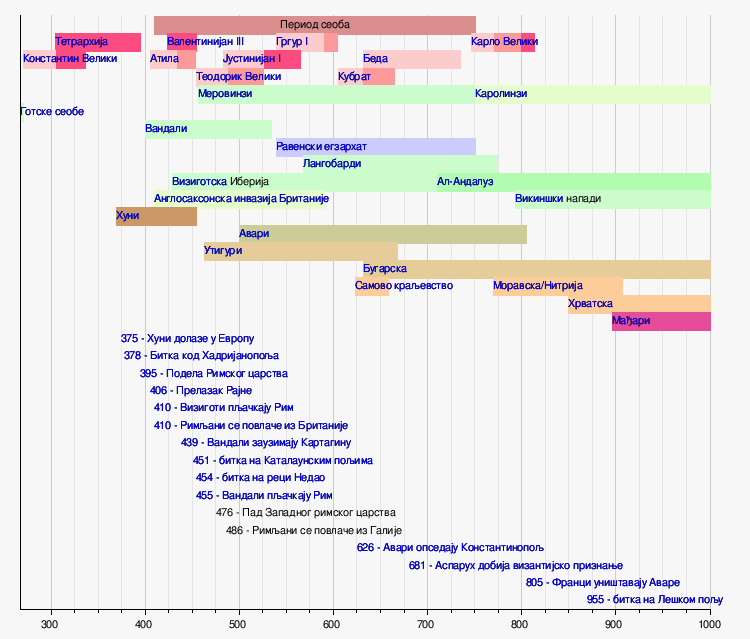 Период сеоба
Тетрархија Валентинијан III Гргур I Карло Велики
Константин Велики Атила Јустинијан I Беда
Теодорик Велики Кубрат
Меровинзи Каролинзи
Готске сеобе
Вандали
Равенски егзархат
Лангобарди
Визиготска Иберија Ал-Андалуз
Англосаксонска инвазија Британије Викиншки напади
Хуни
Авари
Утигури
Бугарска
Самово краљевство Моравска/Нитрија
Хрватска
Мађари
375 - Хуни долазе у Европу
378 - Битка код Хадријанопоља
395 - Подела Римског царства
406 - Прелазак Рајне
410 - Визиготи пљачкају Рим
410 - Римљани се повлаче из Британије
439 - Вандали заузимају Картагину
451 - битка на Каталаунским пољима
454 - битка на реци Недао
455 - Вандали пљачкају Рим
476 - Пад Западног римског царства
486 - Римљани се повлаче из Галије
626 - Авари опседају Константинопољ
681 - Аспарух добија византијско признање
805 - Франци уништавају Аваре
955 - битка на Лешком пољу
300 400 500 600 700 800 900 1000